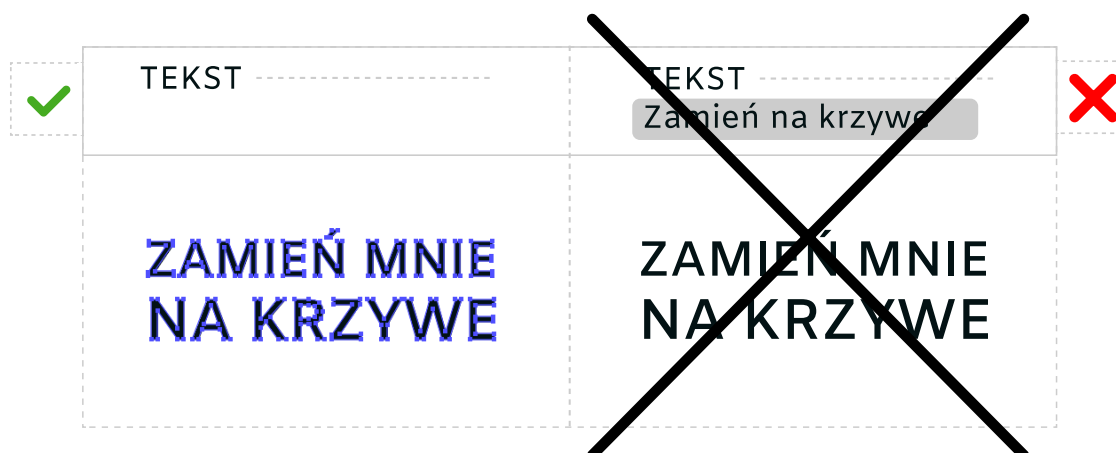 TEKST
ZAMIEŃ MNIE
NA KRZYWE
TEKST
Zamień na krzywe
ZAMIEŃ MNIE
NA KRZYWE